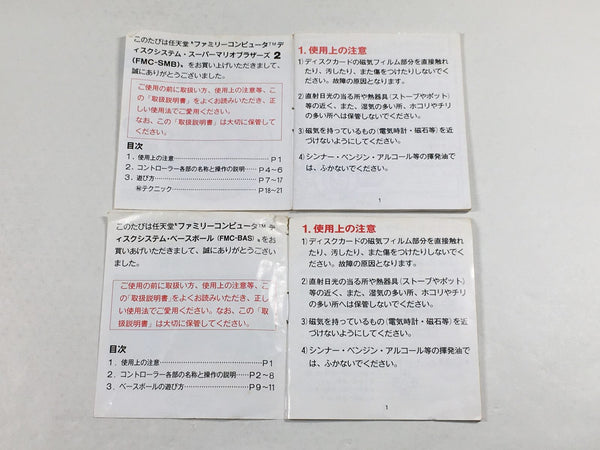 このたびは任天堂〝ファミリーコンピュータ™ディ
スクシステム・スーパーマリオブラザーズ 2
(FMC-SMB)〟をお買い上げいただきまして、
誠にありがとうございました。
ご使用の前に取扱い方、使用上の注意等、こ
の「取扱説明書」をよくお読みいただき、正
しい使用法でご愛用ください。
なお、この「取扱説明書」は大切に保管して
ください。
目次
1．使用上の注意……P1
2．コントローラー各部の名称と操作の説明……P4~6
3．遊び方……P7~17
㊙テクニック……P18~21
1. 使用上の注意
1)ディスクカードの磁気フィルム部分を直接触れ
たり、汚したり、また傷をつけたりしないでく
ださい。故障の原因となります。
2)直射日光の当る所や熱器具(ストーブやポット)
等の近く、また、湿気の多い所、ホコリやチリ
の多い所へは保管しないでください。
3)磁気を持っているもの(電気時計・磁石等)を近
づけないようにしてください。
4)シンナー・ベンジン・アルコール等の揮発油で
は、ふかないでください。
1
このたびは任天堂〝ファミリーコンピュータ™デ
ィスクシステム・ベースボール(FMC-BAS)〟をお
買いあげいただきまして、誠にありがとうござい
ました。
ご使用の前に取扱い方、使用上の注意等、こ
の「取扱説明書」をよくお読みいただき、正し
い使用法でご愛用ください。なお、この「取
扱説明書」は大切に保管してください。
目次
1．使用上の注意……P1
2．コントローラー各部の名称と操作の説明……P2~8
3．ベースボールの遊び方……P9~11
1. 使用上の注意
1)ディスクカードの磁気フィルム部分を直接触れ
たり、汚したり、また傷をつけたりしないでく
ださい。故障の原因となります。
2)直射日光の当る所や熱器具(ストーブやポット)
等の近く、また、湿気の多い所、ホコリやチリ
の多い所へは保管しないでください。
3)磁気を持っているもの(電気時計・磁石等)を近
づけないようにしてください。
4)シンナー・ベンジン・アルコール等の揮発油で
は、ふかないでください。
1